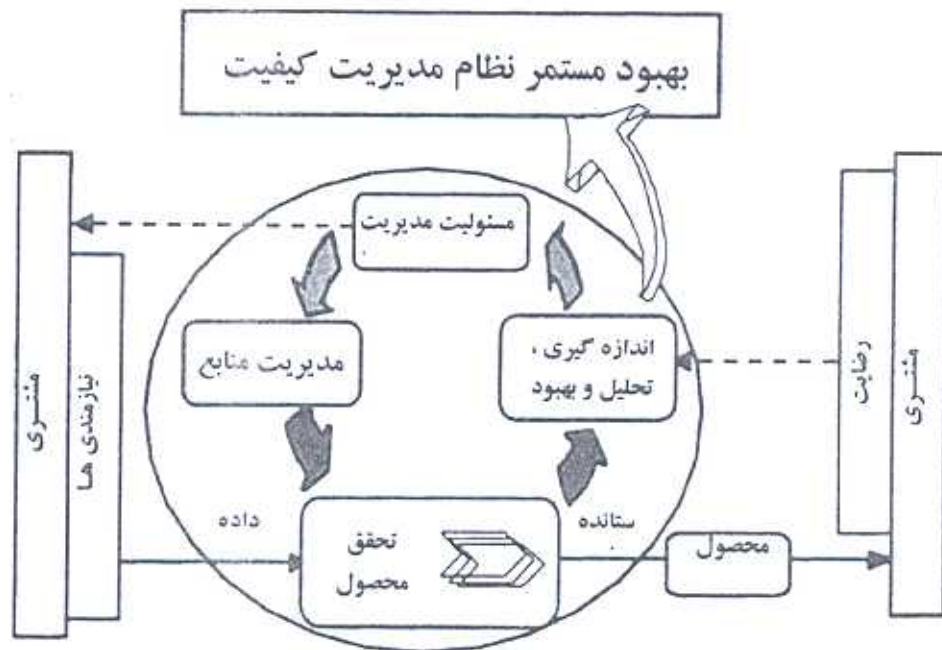 بهبود مستمر نظام مدیریت کیفیت
مسئولیت مدیریت
مدیریت منابع
اندازه گیری ،
تحلیل و بهبود
مشتری
نیازمندی ها
رضایت
مشتری
داده
ستانده
تحقق
محصول
محصول